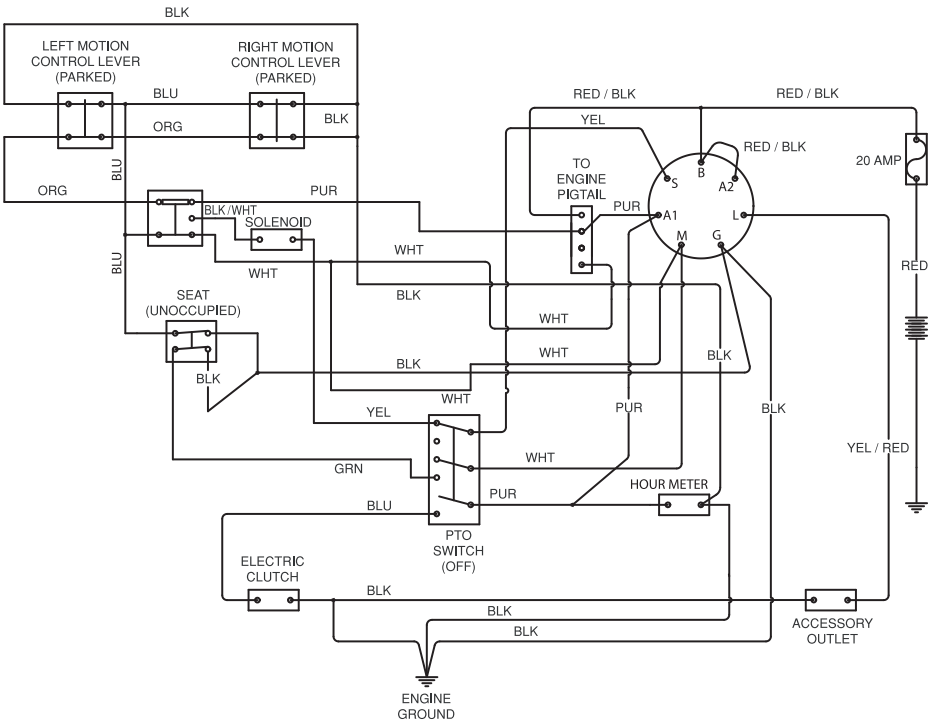 BLK
LEFT MOTION
CONTROL LEVER
(PARKED)
RIGHT MOTION
CONTROL LEVER
(PARKED)
BLU
ORG
BLK
RED / BLK
RED / BLK
YEL
B
RED / BLK
S
A2
20 AMP
TO
ENGINE
PIGTAIL
BLU
ORG
PUR
BLK/WHT
SOLENOID
PUR
A1
L
M
G
WHT
WHT
BLU
RED
SEAT
(UNOCCUPIED)
BLK
WHT
WHT
BLK
BLK
BLK
WHT
YEL
PUR
BLK
YEL / RED
GRN
WHT
HOUR METER
PUR
BLU
PTO
SWITCH
(OFF)
ELECTRIC
CLUTCH
BLK
BLK
BLK
ACCESSORY
OUTLET
ENGINE
GROUND